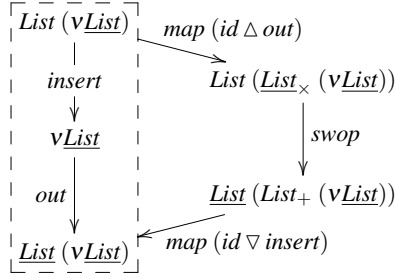 List (νList)
map (id △ out)
insert
List (List× (νList))
νList
swop
out
List (List+ (νList))
List (νList)
map (id ▽ insert)